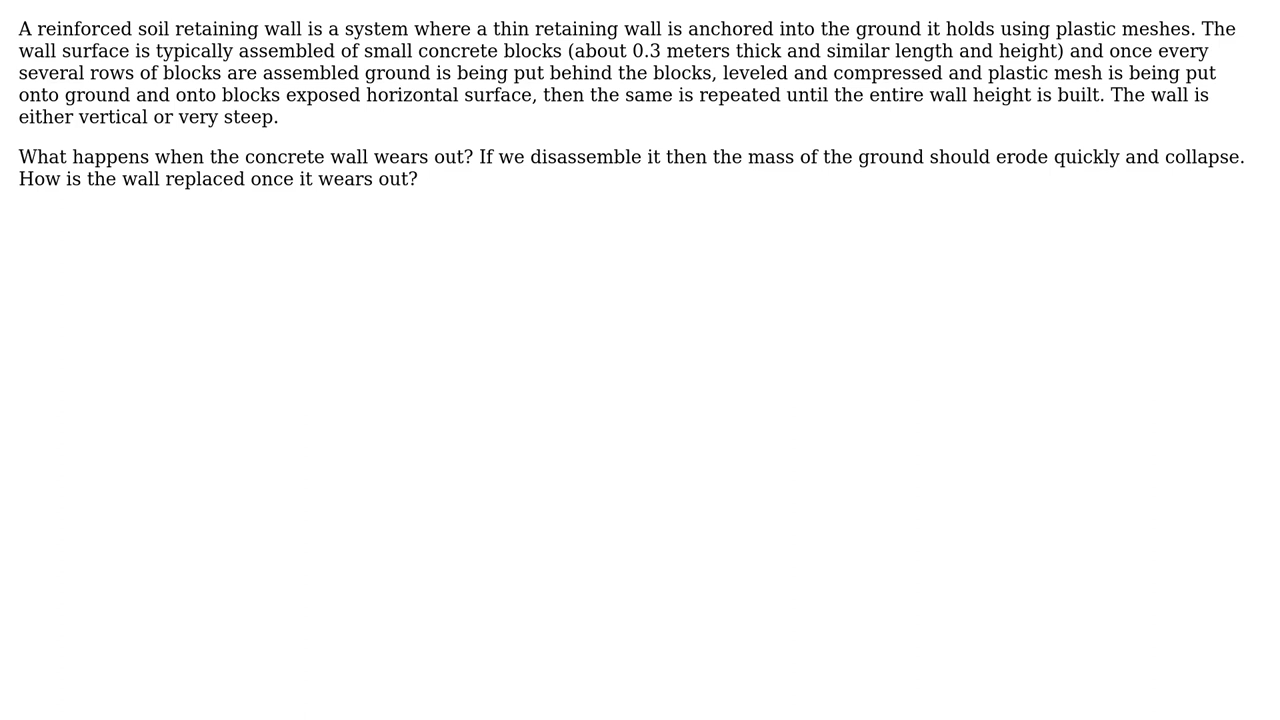 A reinforced soil retaining wall is a system where a thin retaining wall is anchored into the ground it holds using plastic meshes. The
wall surface is typically assembled of small concrete blocks (about 0.3 meters thick and similar length and height) and once every
several rows of blocks are assembled ground is being put behind the blocks, leveled and compressed and plastic mesh is being put
onto ground and onto blocks exposed horizontal surface, then the same is repeated until the entire wall height is built. The wall is
either vertical or very steep.
What happens when the concrete wall wears out? If we disassemble it then the mass of the ground should erode quickly and collapse.
How is the wall replaced once it wears out?